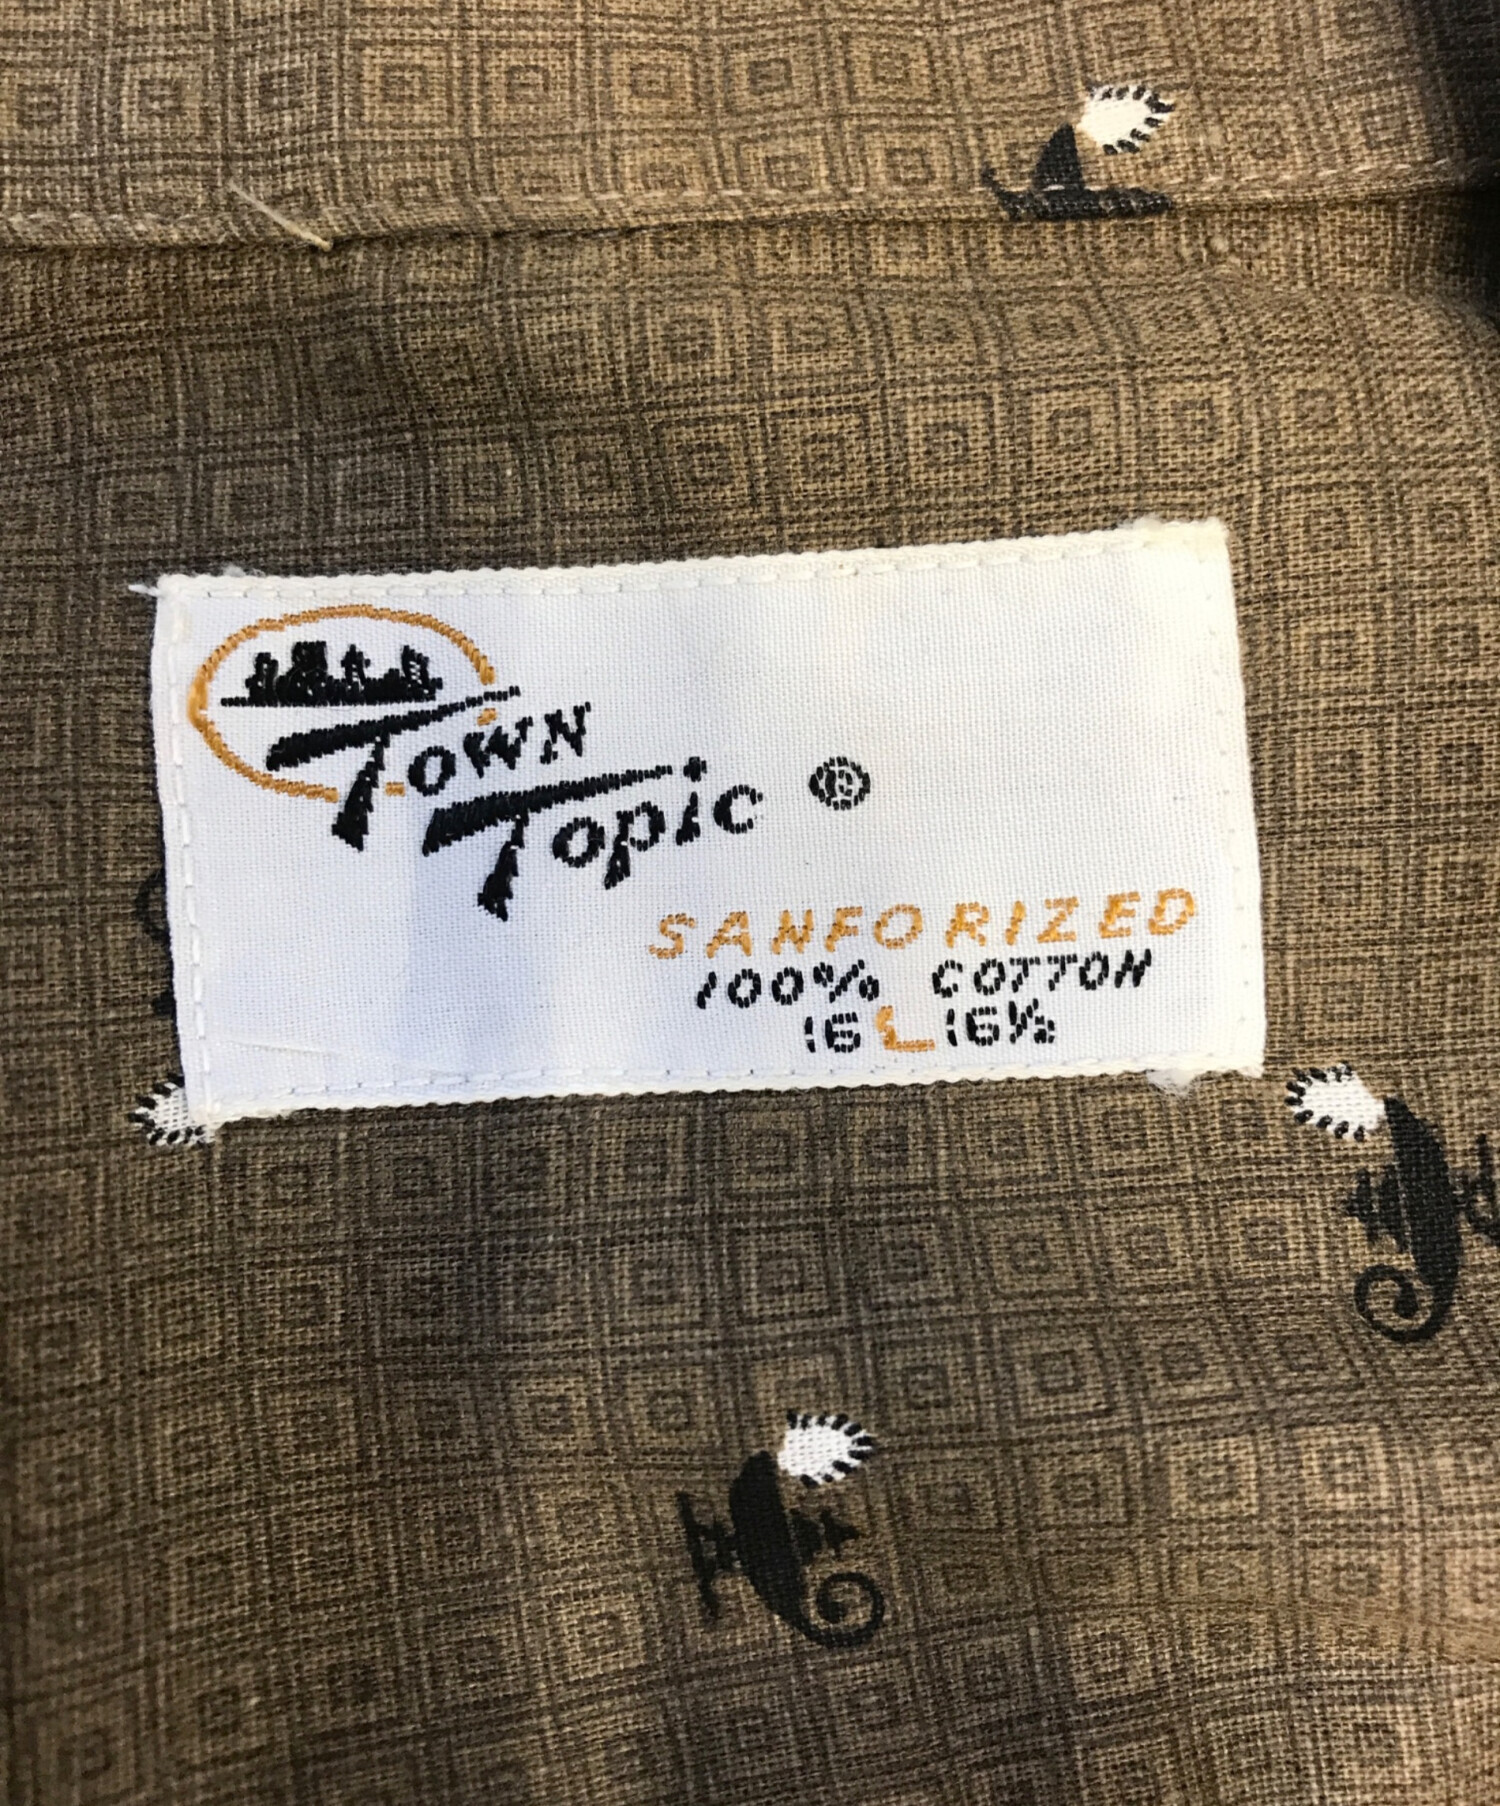 Town
Topic ®
SANFORIZED
100% COTTON
16 L 16½